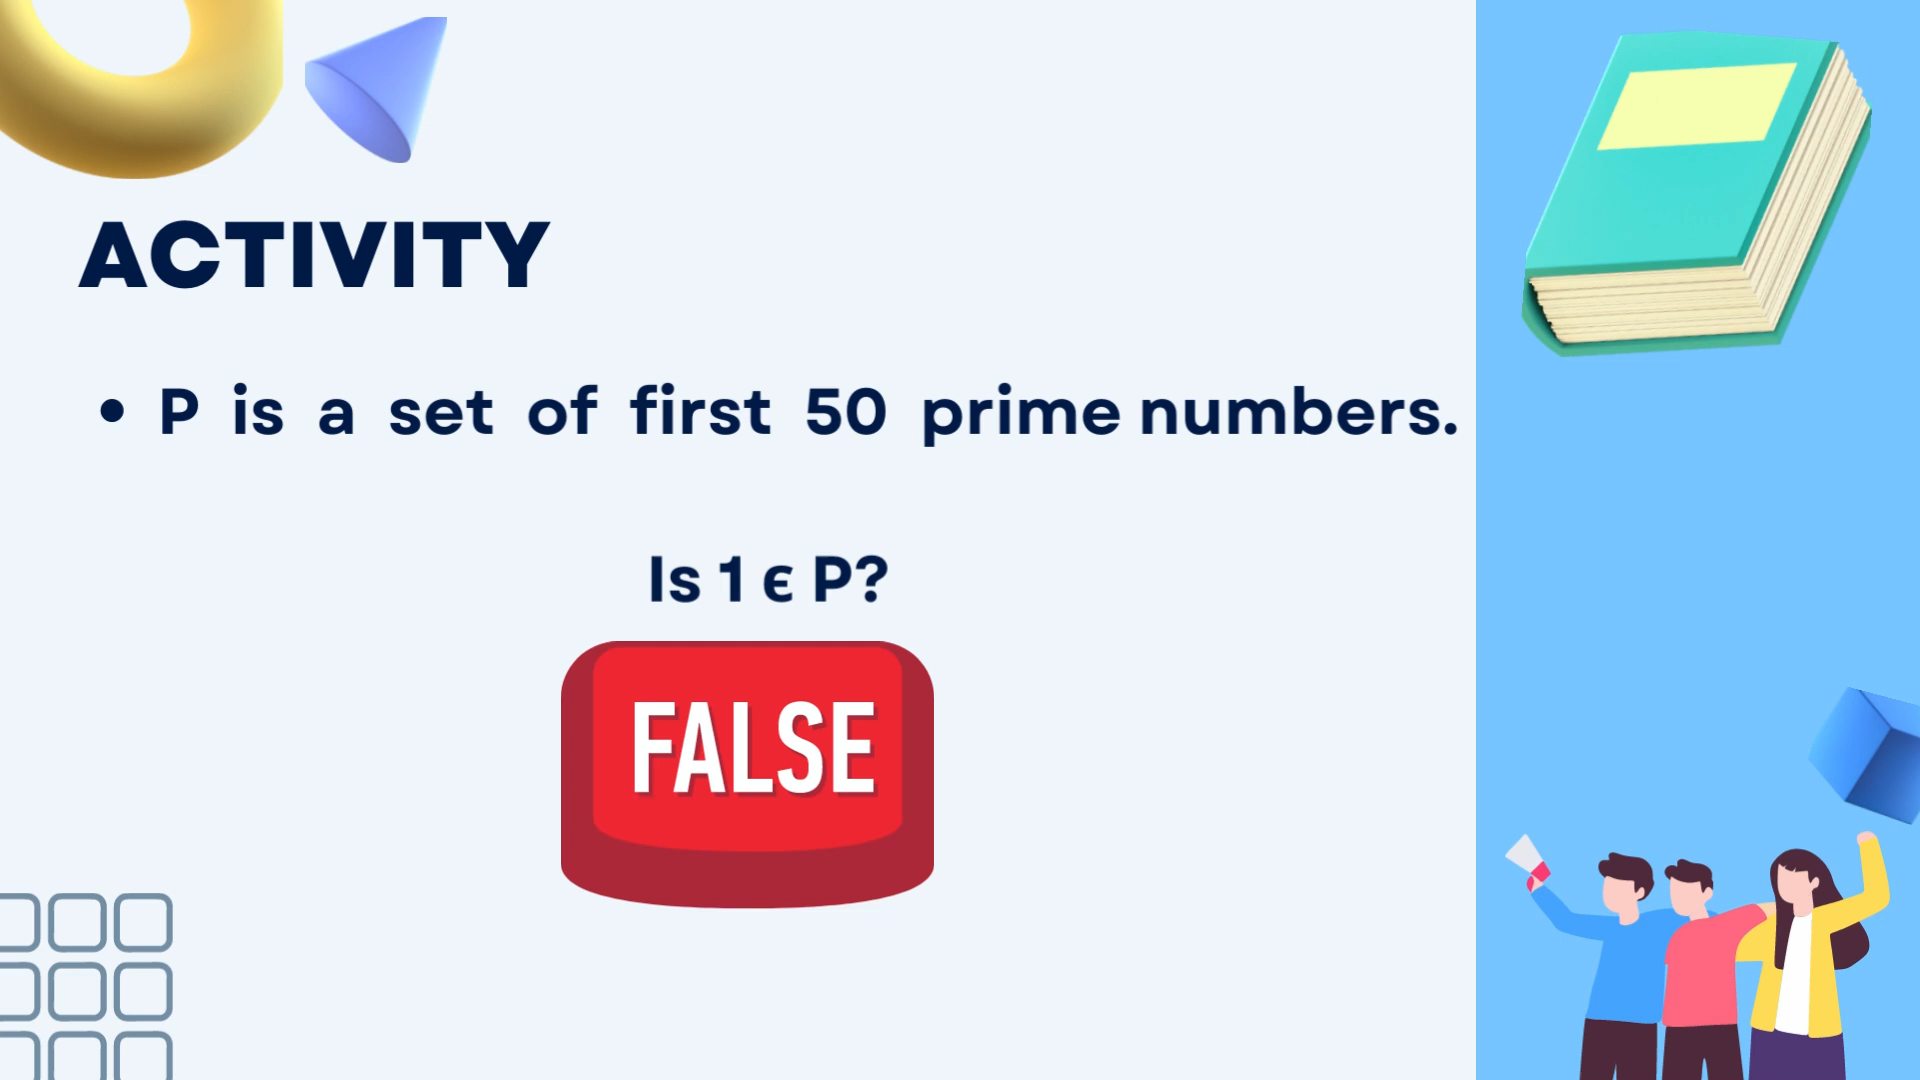 ACTIVITY
• P is a set of first 50 prime numbers.
Is 1 є P?
FALSE